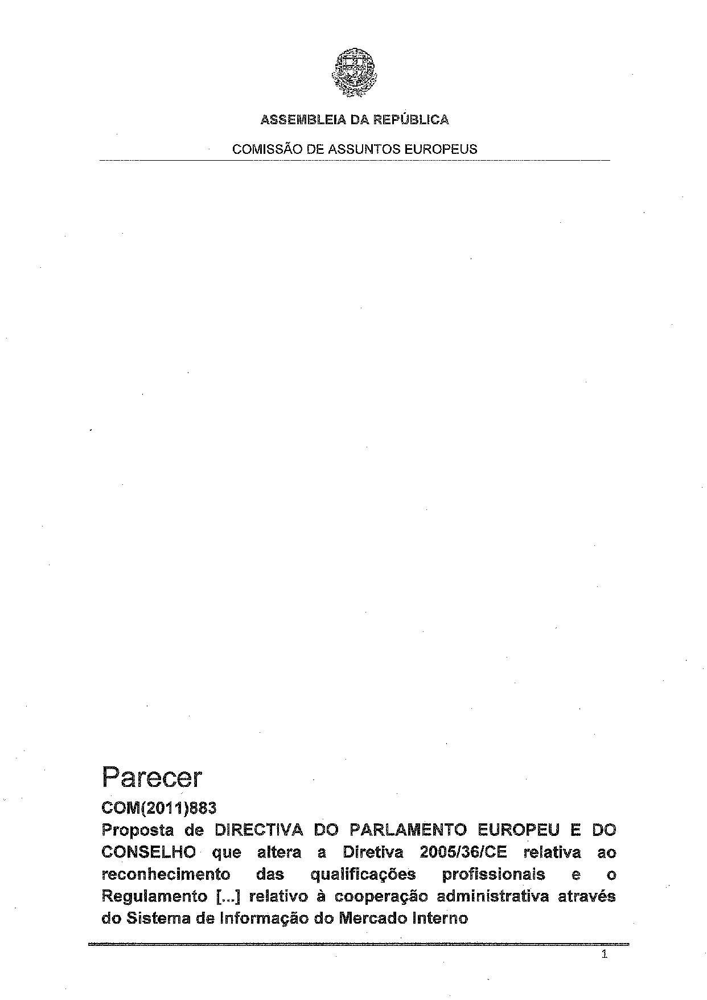 ASSEMBLEIA DA REPÚBLICA
COMISSÃO DE ASSUNTOS EUROPEUS
Parecer
COM(2011)883
Proposta de DIRECTIVA DO PARLAMENTO EUROPEU E DO
CONSELHO que altera a Diretiva 2005/36/CE relativa ao
reconhecimento das qualificações profissionais e o
Regulamento [...] relativo à cooperação administrativa através
do Sistema de Informação do Mercado Interno
1